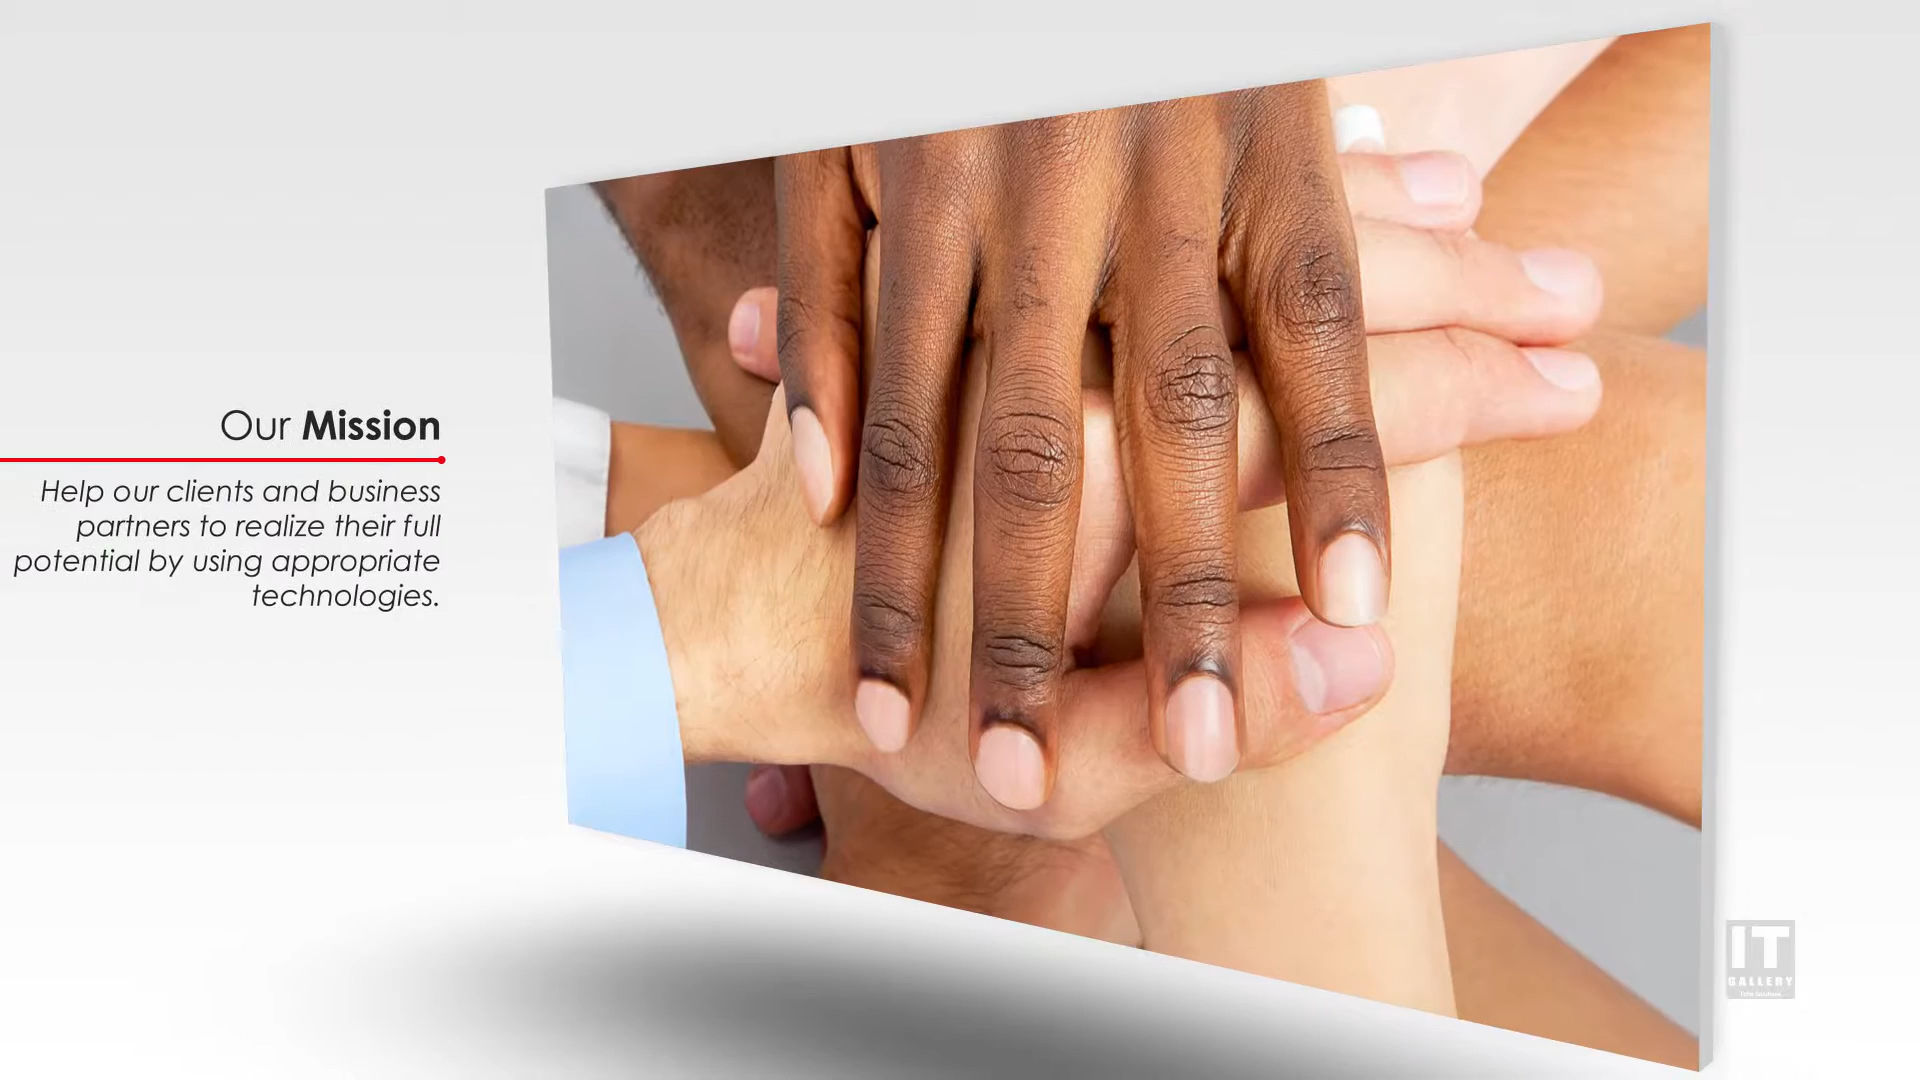 Our Mission
Help our clients and business
partners to realize their full
potential by using appropriate
technologies.
IT
GALLERY